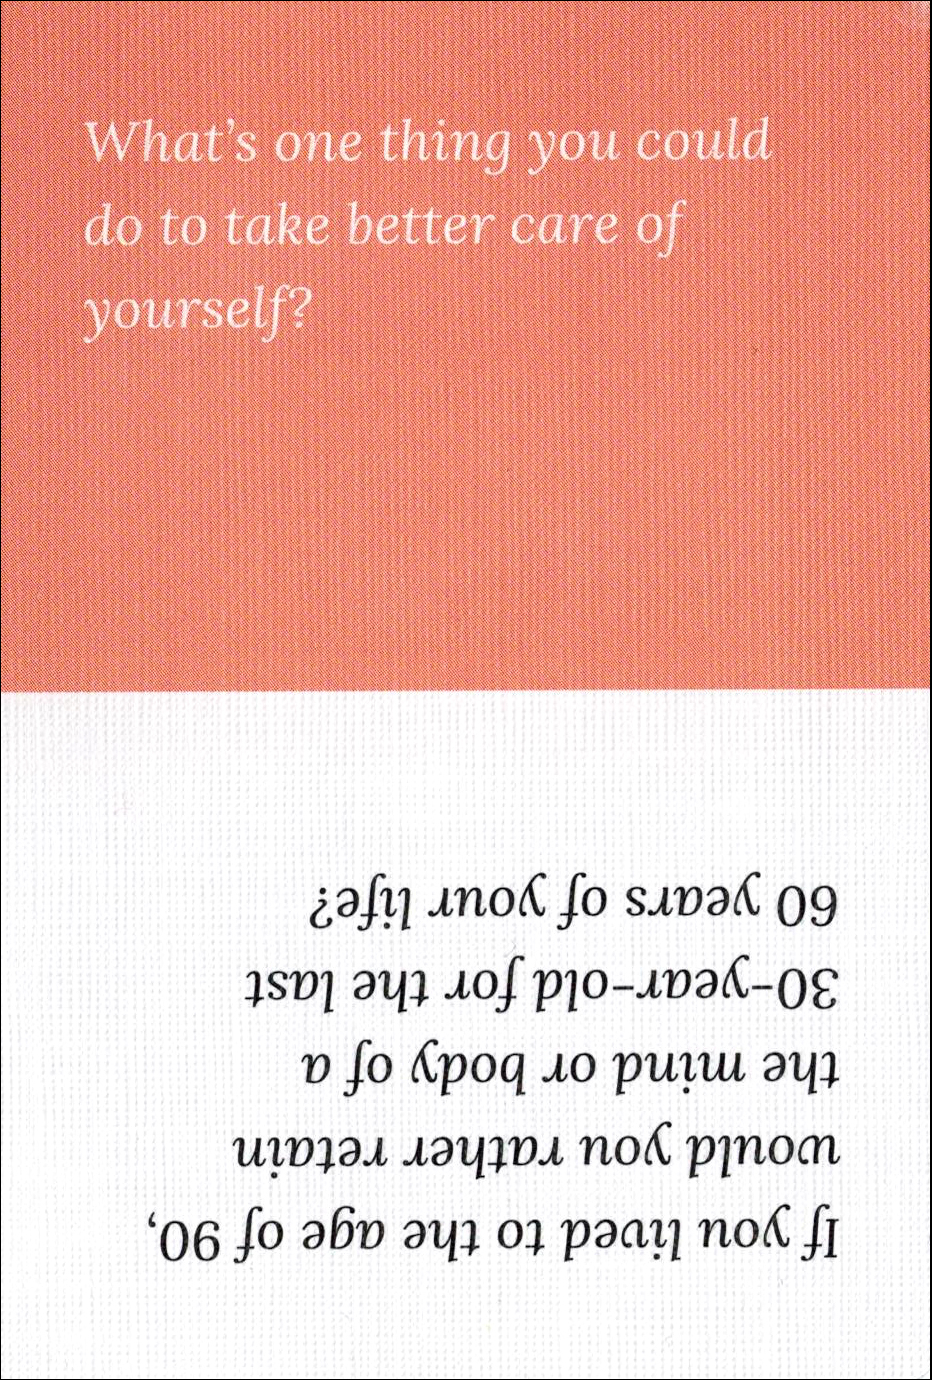 What's one thing you could
do to take better care of
yourself?
If you lived to the age of 90,
would you rather retain
the mind or body of a
30-year-old for the last
60 years of your life?